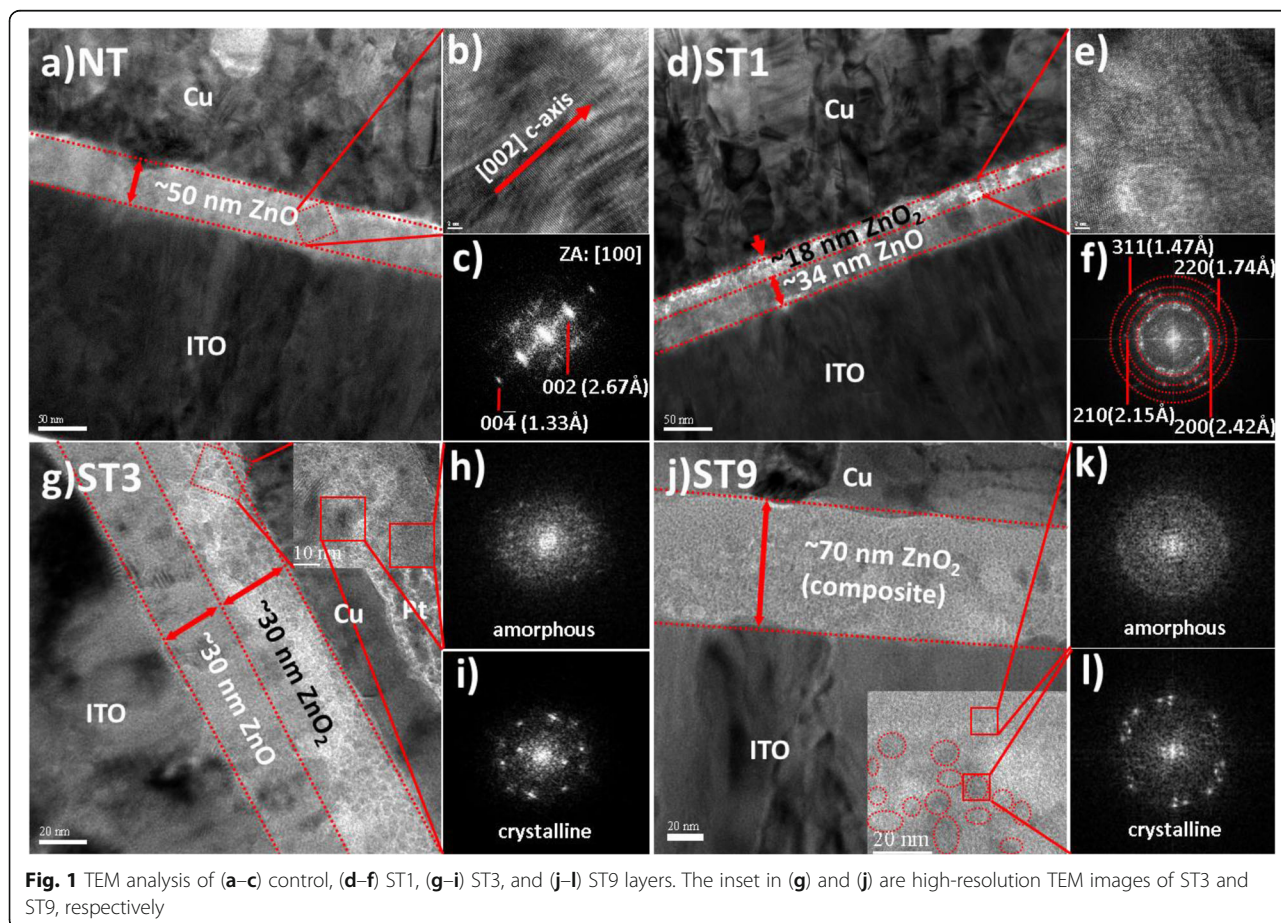 a)NT
Cu
~50 nm ZnO
ITO
50 nm
b)
[002] c-axis
c)
ZA: [100]
002 (2.67Å)
004̄ (1.33Å)
d)ST1
Cu
~18 nm ZnO₂
~34 nm ZnO
ITO
50 nm
e)
f)
311(1.47Å)
220(1.74Å)
210(2.15Å)
200(2.42Å)
g)ST3
10 nm
Cu
Pt
~30 nm ZnO₂
~30 nm ZnO
ITO
20 nm
h)
amorphous
i)
crystalline
j)ST9
Cu
~70 nm ZnO₂
(composite)
ITO
20 nm
20 nm
k)
amorphous
l)
crystalline
Fig. 1 TEM analysis of (a–c) control, (d–f) ST1, (g–i) ST3, and (j–l) ST9 layers. The inset in (g) and (j) are high-resolution TEM images of ST3 and
ST9, respectively